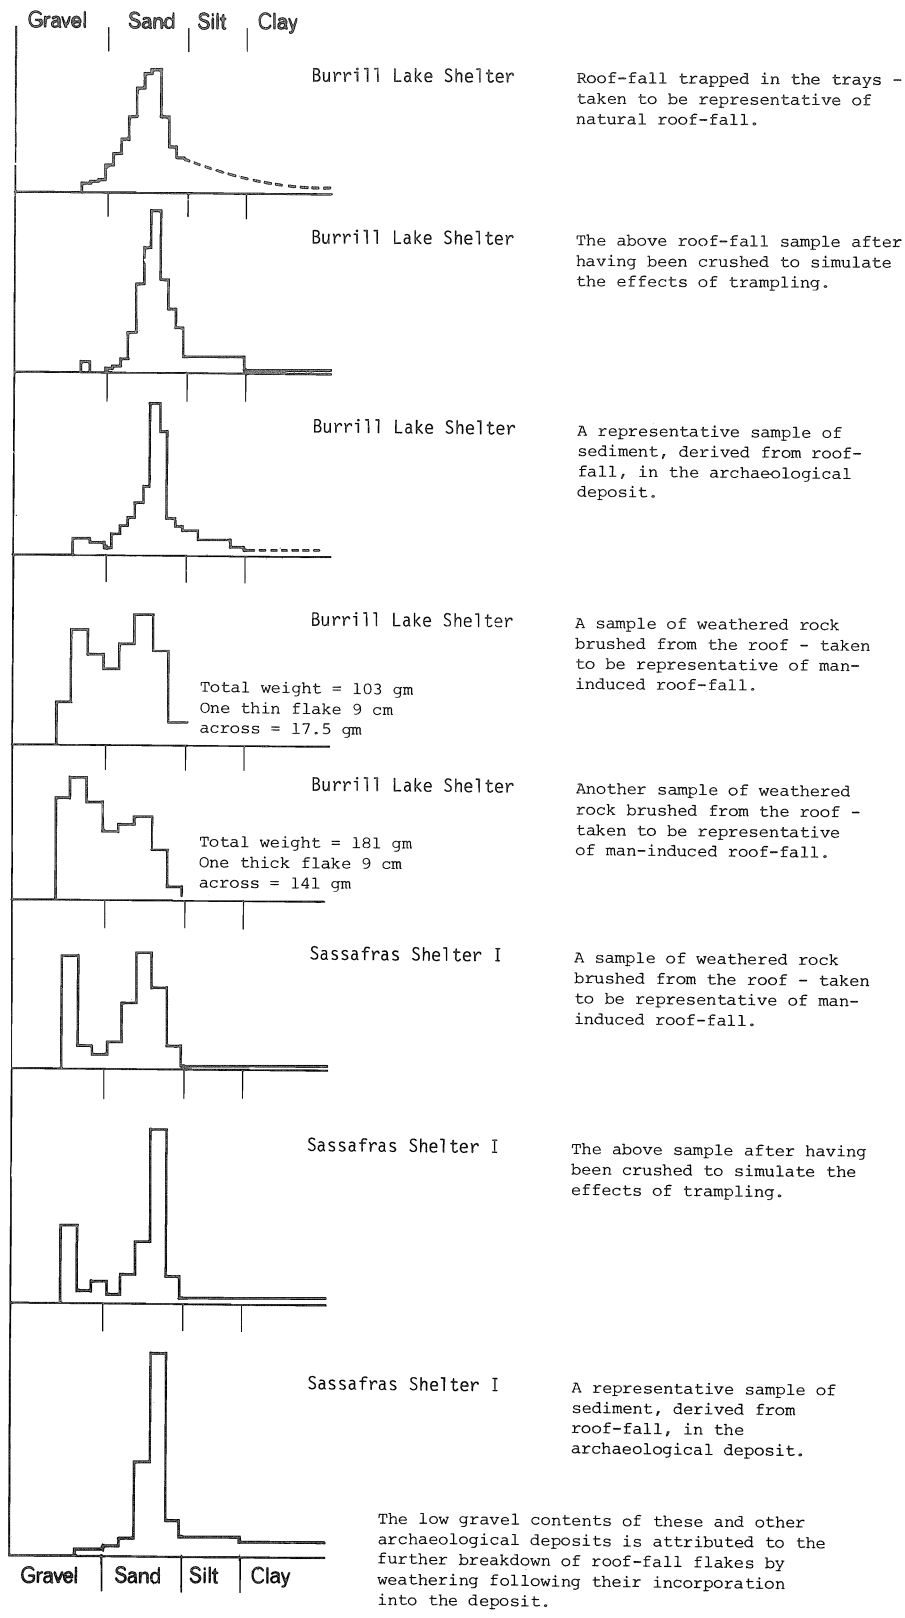 Gravel Sand Silt Clay
Burrill Lake Shelter
Roof-fall trapped in the trays -
taken to be representative of
natural roof-fall.
Burrill Lake Shelter
The above roof-fall sample after
having been crushed to simulate
the effects of trampling.
Burrill Lake Shelter
A representative sample of
sediment, derived from roof-
fall, in the archaeological
deposit.
Burrill Lake Shelter
A sample of weathered rock
brushed from the roof - taken
to be representative of man-
induced roof-fall.
Total weight = 103 gm
One thin flake 9 cm
across = 17.5 gm
Burrill Lake Shelter
Another sample of weathered
rock brushed from the roof -
taken to be representative
of man-induced roof-fall.
Total weight = 181 gm
One thick flake 9 cm
across = 141 gm
Sassafras Shelter I
A sample of weathered rock
brushed from the roof - taken
to be representative of man-
induced roof-fall.
Sassafras Shelter I
The above sample after having
been crushed to simulate the
effects of trampling.
Sassafras Shelter I
A representative sample of
sediment, derived from
roof-fall, in the
archaeological deposit.
The low gravel contents of these and other
archaeological deposits is attributed to the
further breakdown of roof-fall flakes by
weathering following their incorporation
into the deposit.
Gravel Sand Silt Clay